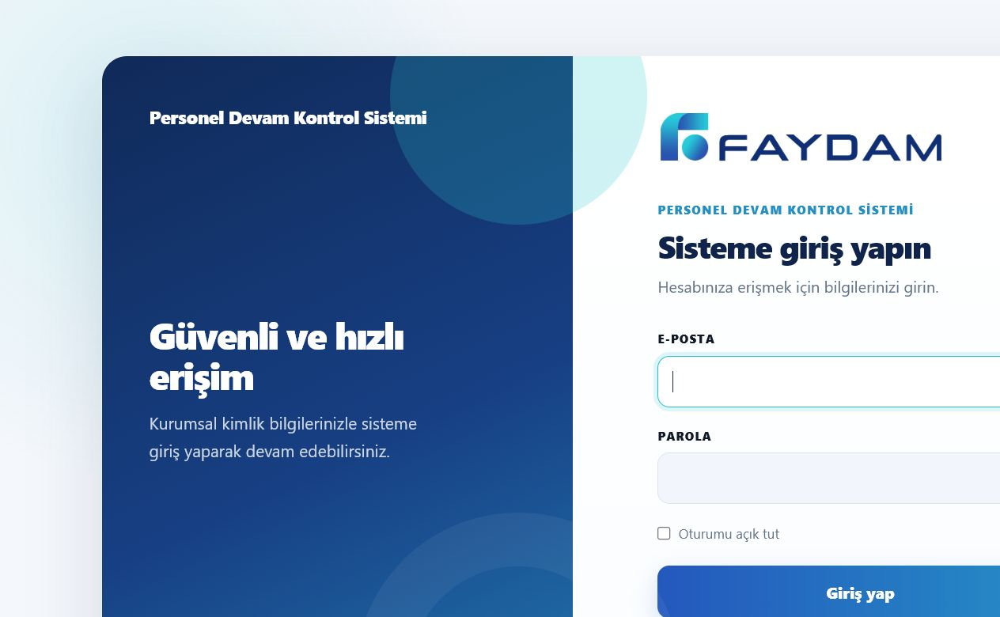 Personel Devam Kontrol Sistemi
Güvenli ve hızlı
erişim
Kurumsal kimlik bilgilerinizle sisteme
giriş yaparak devam edebilirsiniz.
FAYDAM
PERSONEL DEVAM KONTROL SİSTEMİ
Sisteme giriş yapın
Hesabınıza erişmek için bilgilerinizi girin.
E-POSTA
PAROLA
Oturumu açık tut
Giriş yap